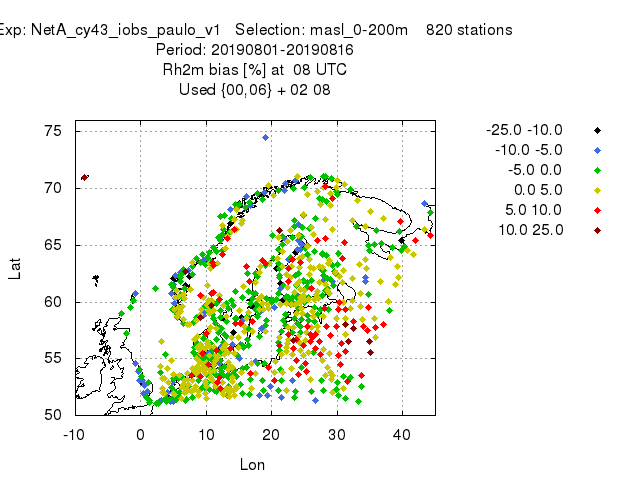 Exp: NetA_cy43_iobs_paulo_v1 Selection: masl_0-200m 820 stations
Period: 20190801-20190816
Rh2m bias [%] at 08 UTC
Used {00,06} + 02 08
75
70
65
60
55
50
Lat
-10 0 10 20 30 40
Lon
-25.0 -10.0
-10.0 -5.0
-5.0 0.0
0.0 5.0
5.0 10.0
10.0 25.0